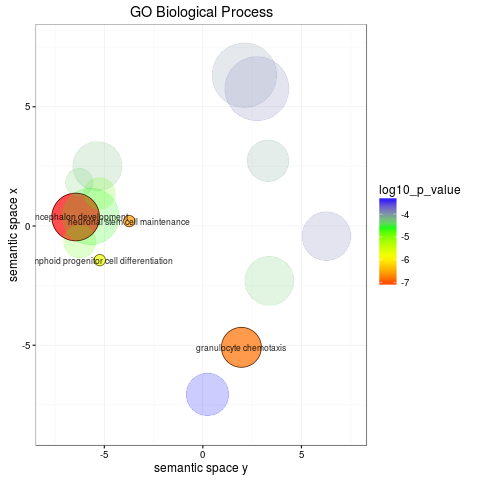 GO Biological Process
semantic space x
5
0
-5
ncephalon development
neuronal stem cell maintenance
nphoid progenitor cell differentiation
granulocyte chemotaxis
-5
0
5
semantic space y
log10_p_value
-4
-5
-6
-7